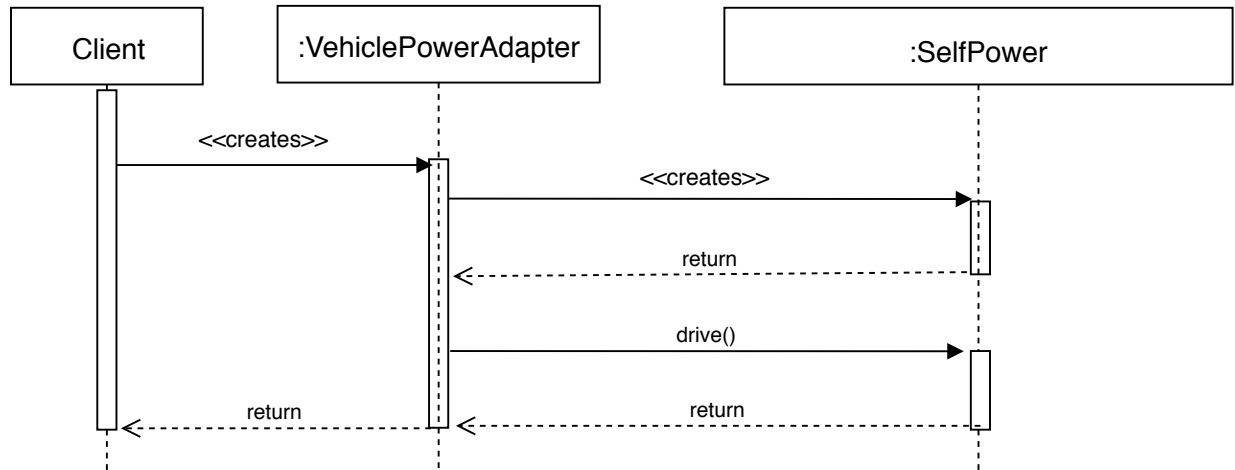 Client
:VehiclePowerAdapter
:SelfPower
<<creates>>
<<creates>>
return
drive()
return
return